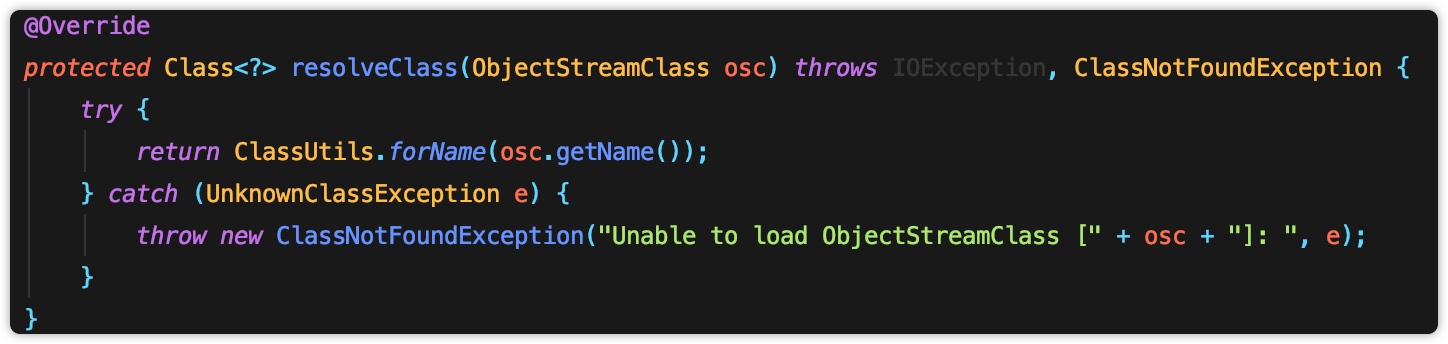 @Override
protected Class<?> resolveClass(ObjectStreamClass osc) throws IOException, ClassNotFoundException {
try {
return ClassUtils.forName(osc.getName());
} catch (UnknownClassException e) {
throw new ClassNotFoundException("Unable to load ObjectStreamClass [" + osc + "]: ", e);
}
}